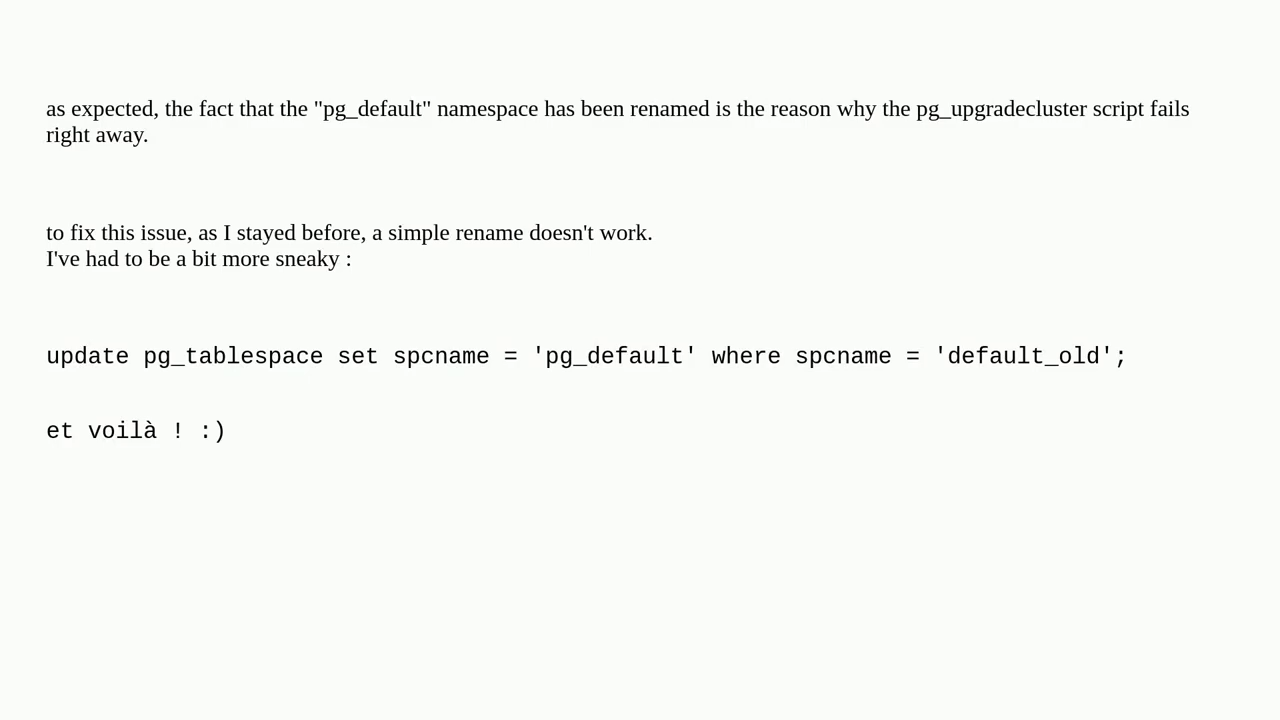 as expected, the fact that the "pg_default" namespace has been renamed is the reason why the pg_upgradecluster script fails
right away.
to fix this issue, as I stayed before, a simple rename doesn't work.
I've had to be a bit more sneaky :
update pg_tablespace set spcname = 'pg_default' where spcname = 'default_old';
et voilà ! :)